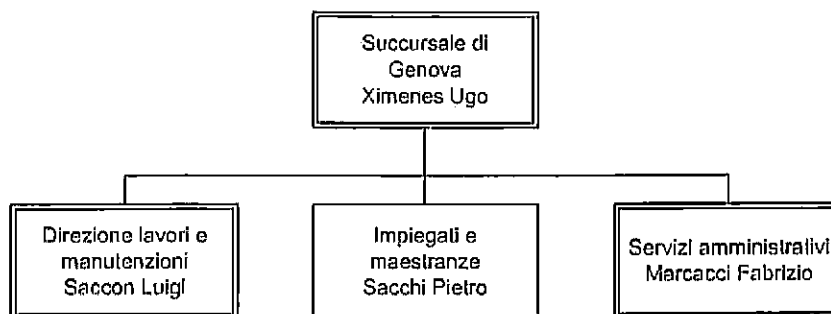 Succursale di
Genova
Ximenes Ugo
Direzione lavori e
manutenzioni
Saccon Luigi
Impiegati e
maestranze
Sacchi Pietro
Servizi amministrativi
Marcacci Fabrizio